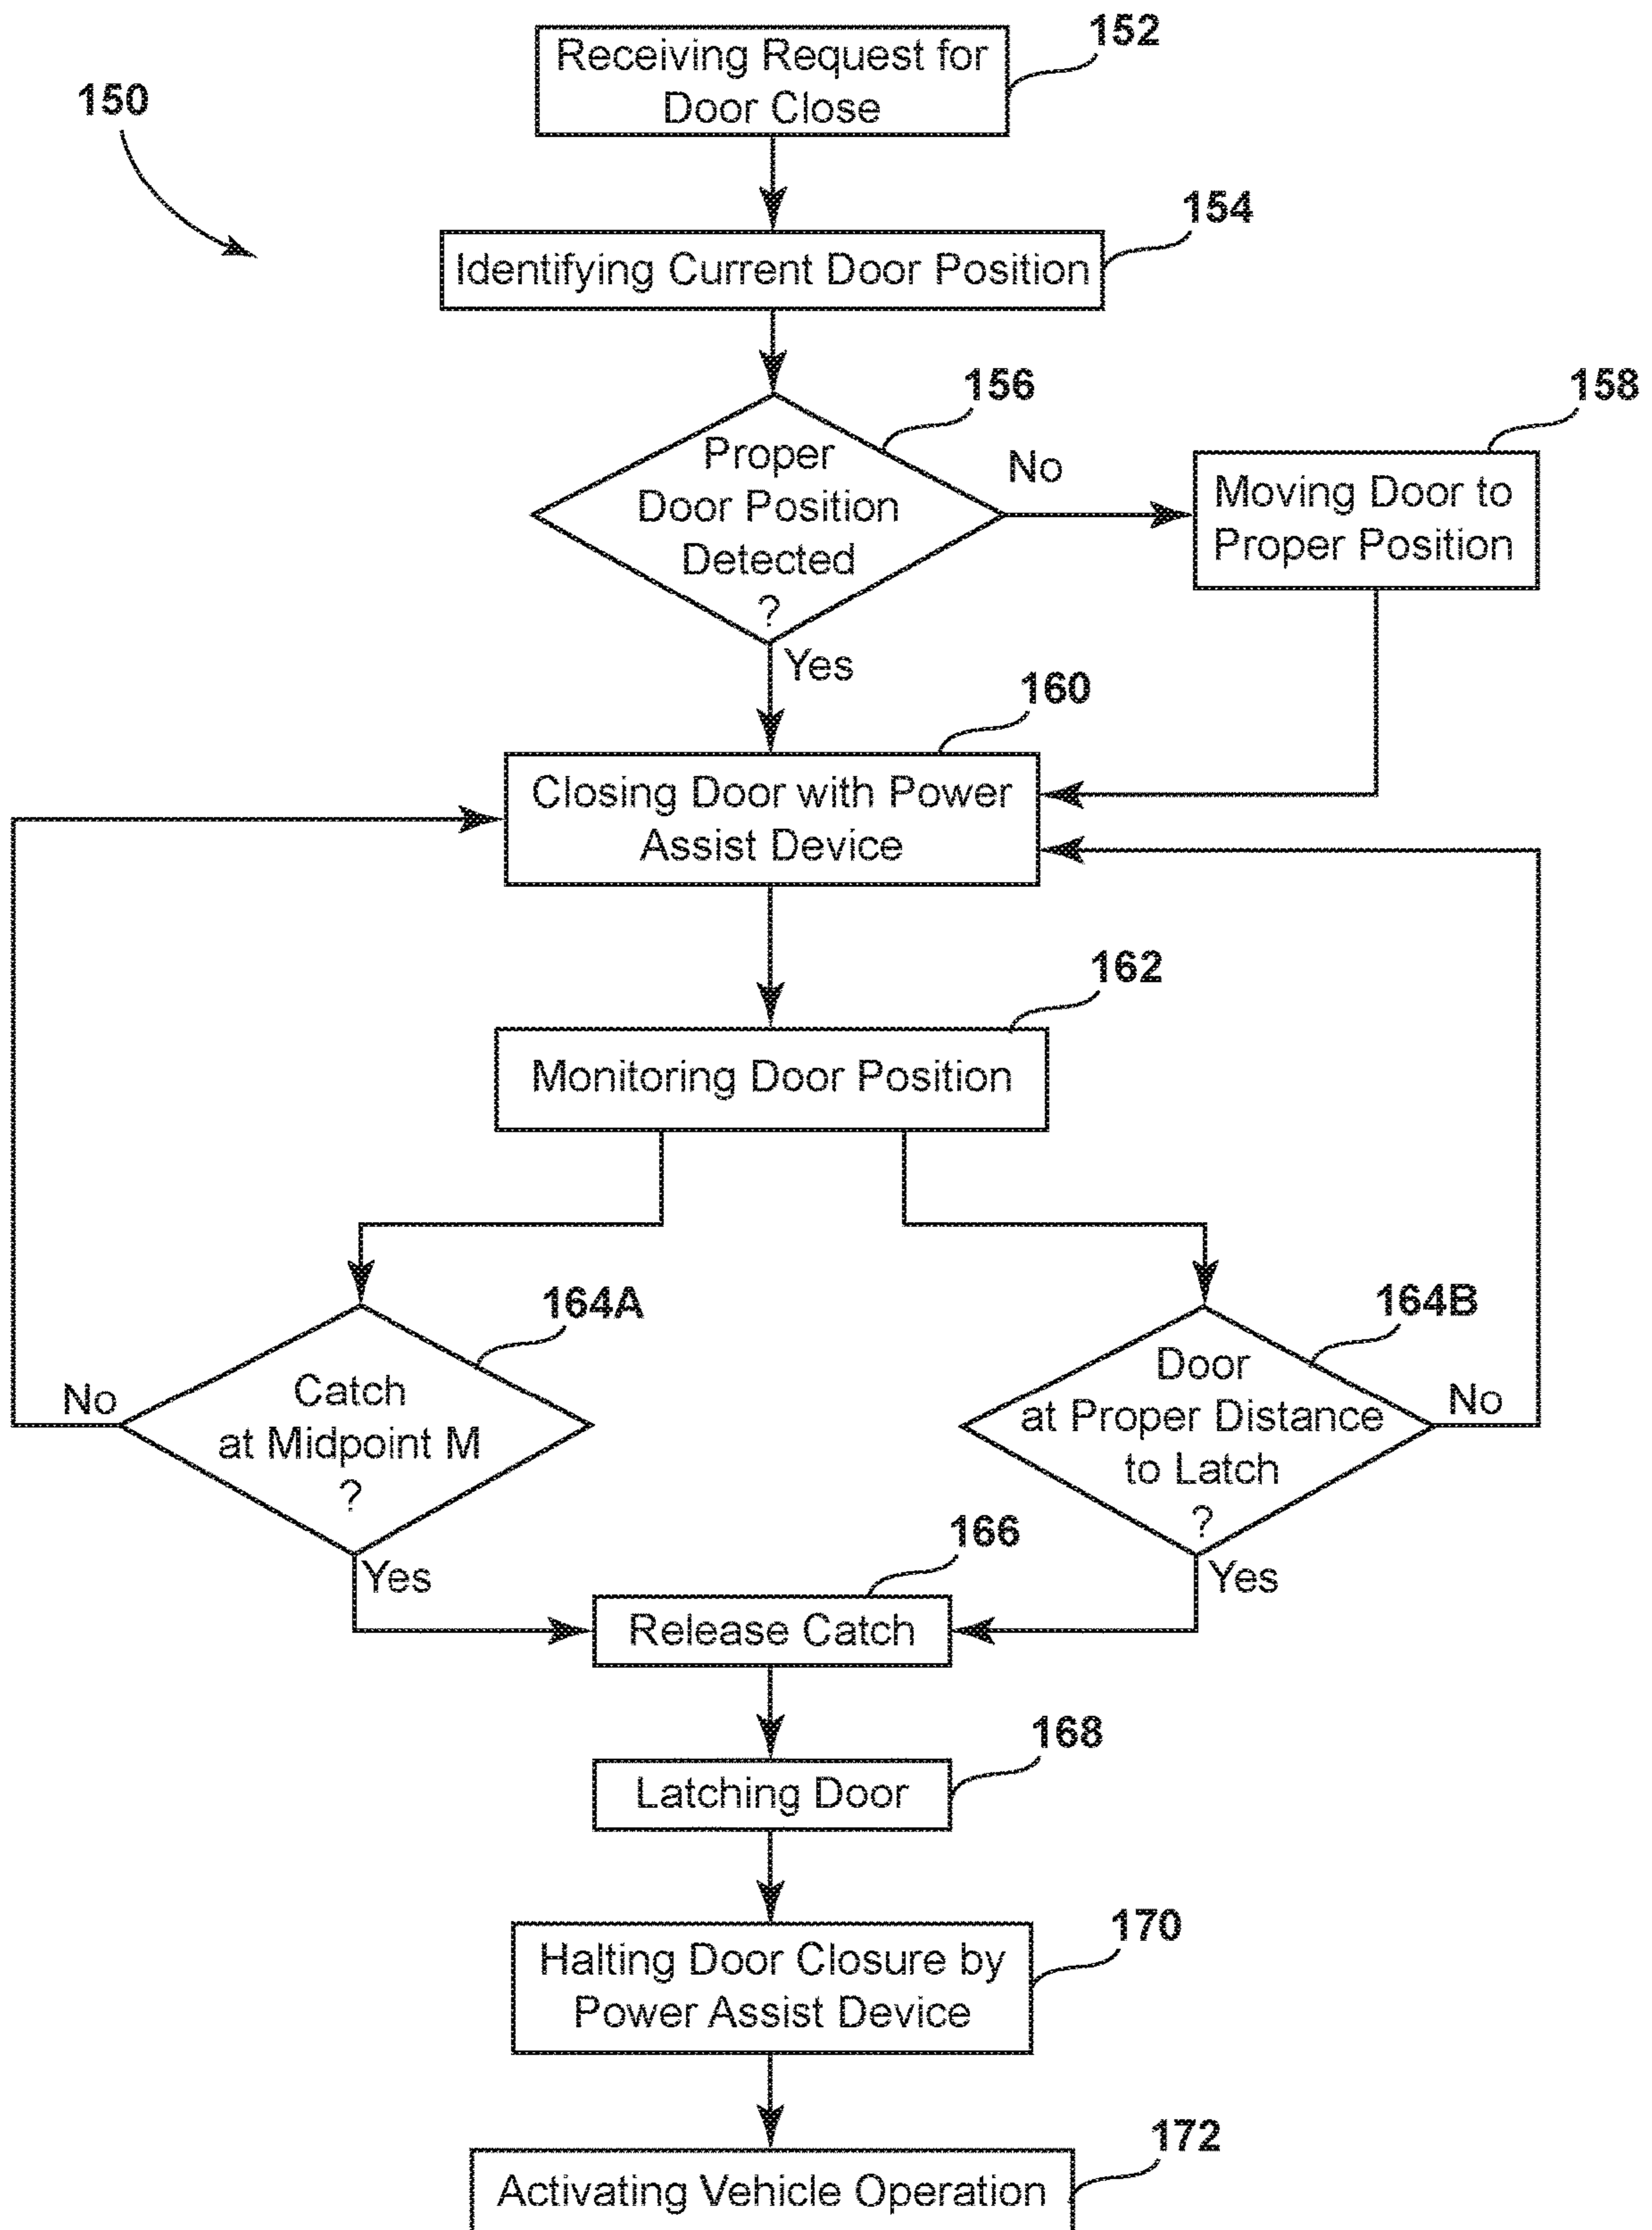 152
Receiving Request for
Door Close
150
154
Identifying Current Door Position
156
158
Proper
Door Position
Detected
?
No
Moving Door to
Proper Position
Yes
160
Closing Door with Power
Assist Device
162
Monitoring Door Position
164A
164B
No
Catch
at Midpoint M
?
Door
at Proper Distance
to Latch
?
No
Yes
166
Yes
Release Catch
168
Latching Door
170
Halting Door Closure by
Power Assist Device
172
Activating Vehicle Operation